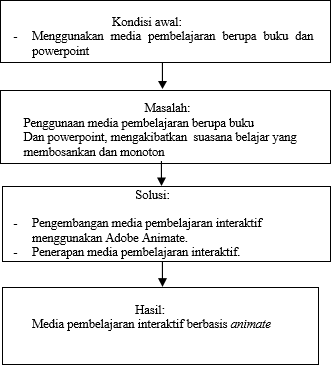 Kondisi awal:
- Menggunakan media pembelajaran berupa buku dan
powerpoint
Masalah:
Penggunaan media pembelajaran berupa buku
Dan powerpoint, mengakibatkan suasana belajar yang
membosankan dan monoton
Solusi:
- Pengembangan media pembelajaran interaktif
menggunakan Adobe Animate.
- Penerapan media pembelajaran interaktif.
Hasil:
Media pembelajaran interaktif berbasis animate